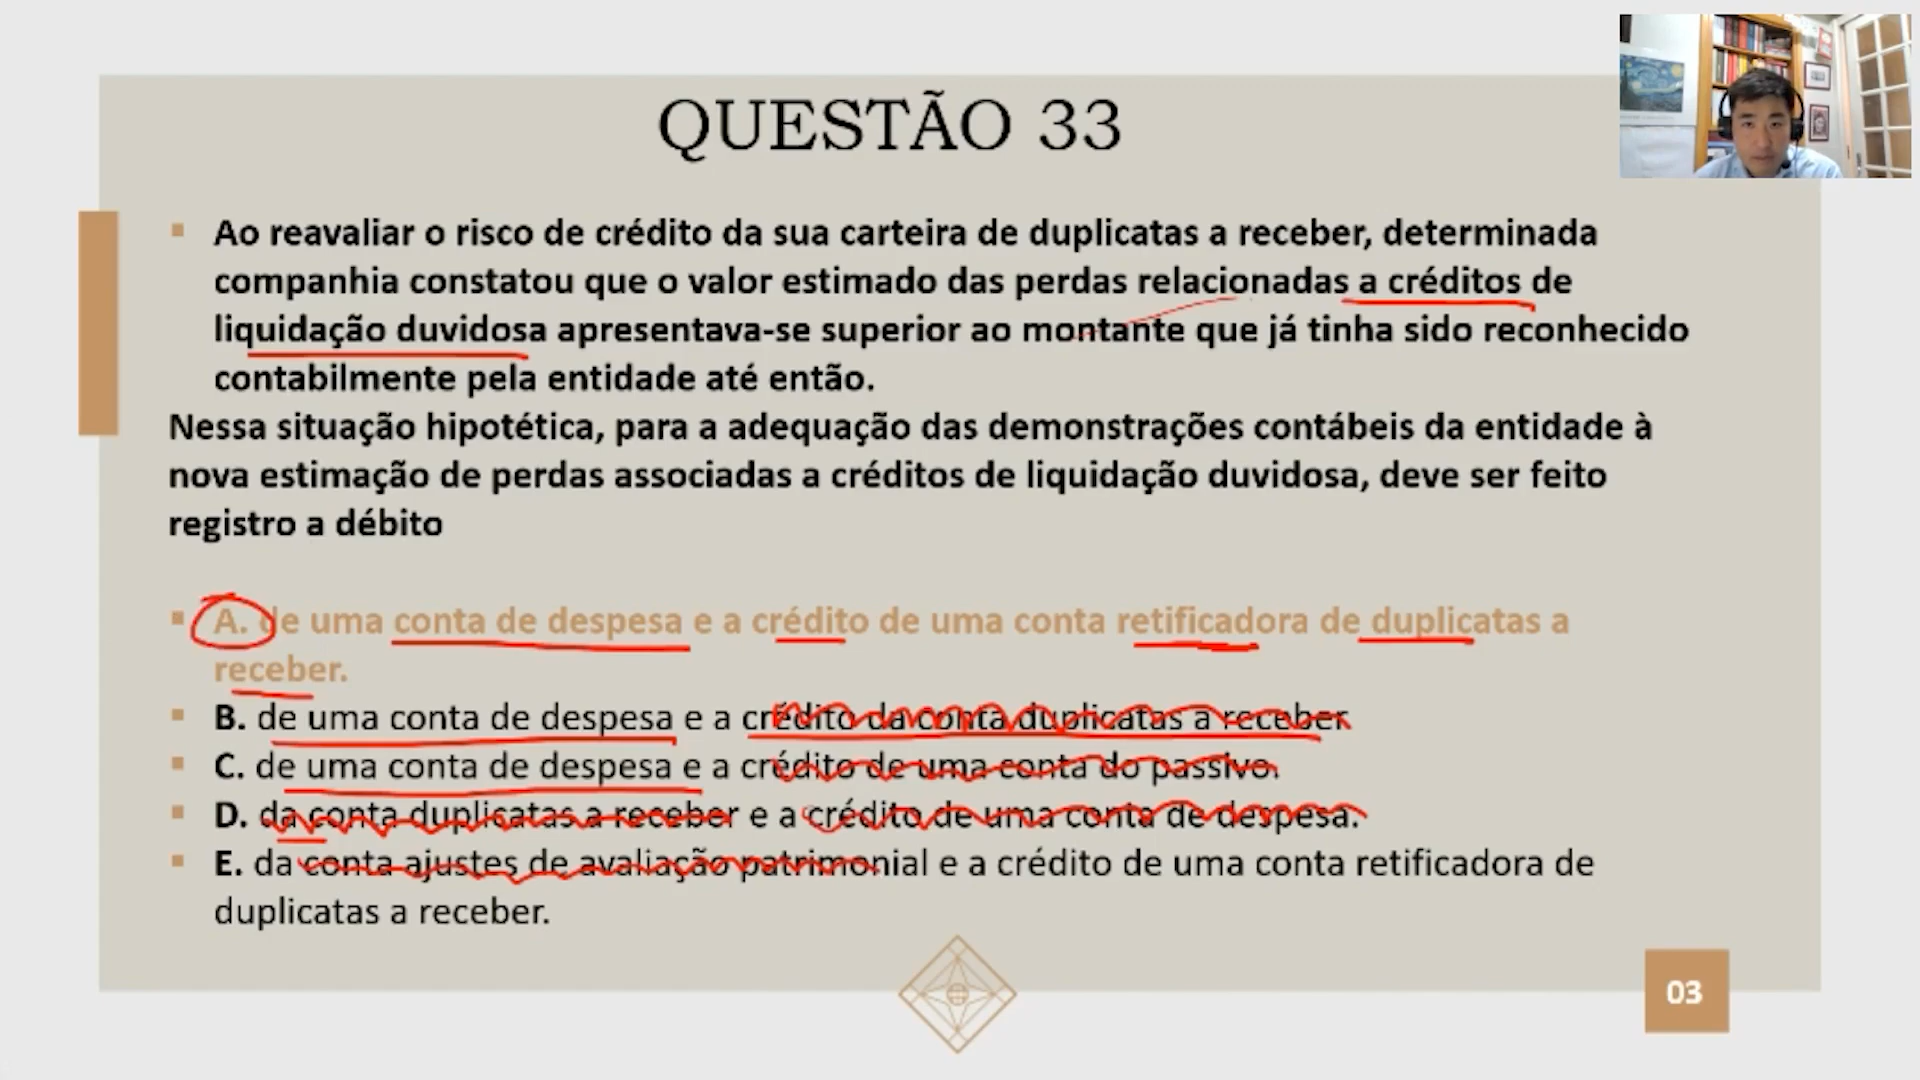 QUESTÃO 33
Ao reavaliar o risco de crédito da sua carteira de duplicatas a receber, determinada
companhia constatou que o valor estimado das perdas relacionadas a créditos de
liquidação duvidosa apresentava-se superior ao montante que já tinha sido reconhecido
contabilmente pela entidade até então.
Nessa situação hipotética, para a adequação das demonstrações contábeis da entidade à
nova estimação de perdas associadas a créditos de liquidação duvidosa, deve ser feito
registro a débito
A. de uma conta de despesa e a crédito de uma conta retificadora de duplicatas a
receber.
B. de uma conta de despesa e a crédito da conta duplicatas a receber
C. de uma conta de despesa e a crédito de uma conta do passivo.
D. da conta duplicatas a receber e a crédito de uma conta de despesa.
E. da conta ajustes de avaliação patrimonial e a crédito de uma conta retificadora de
duplicatas a receber.
03